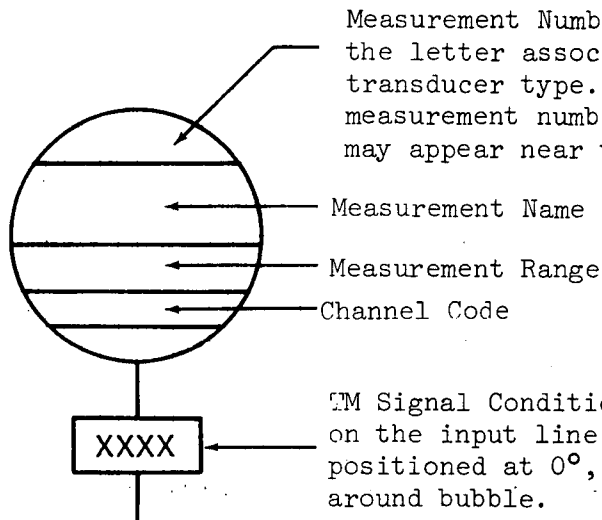 Measurement Numb
the letter assoc
transducer type.
measurement numb
may appear near
Measurement Name
Measurement Range
Channel Code
TM Signal Conditi
on the input line
XXXX
positioned at 0°,
around bubble.